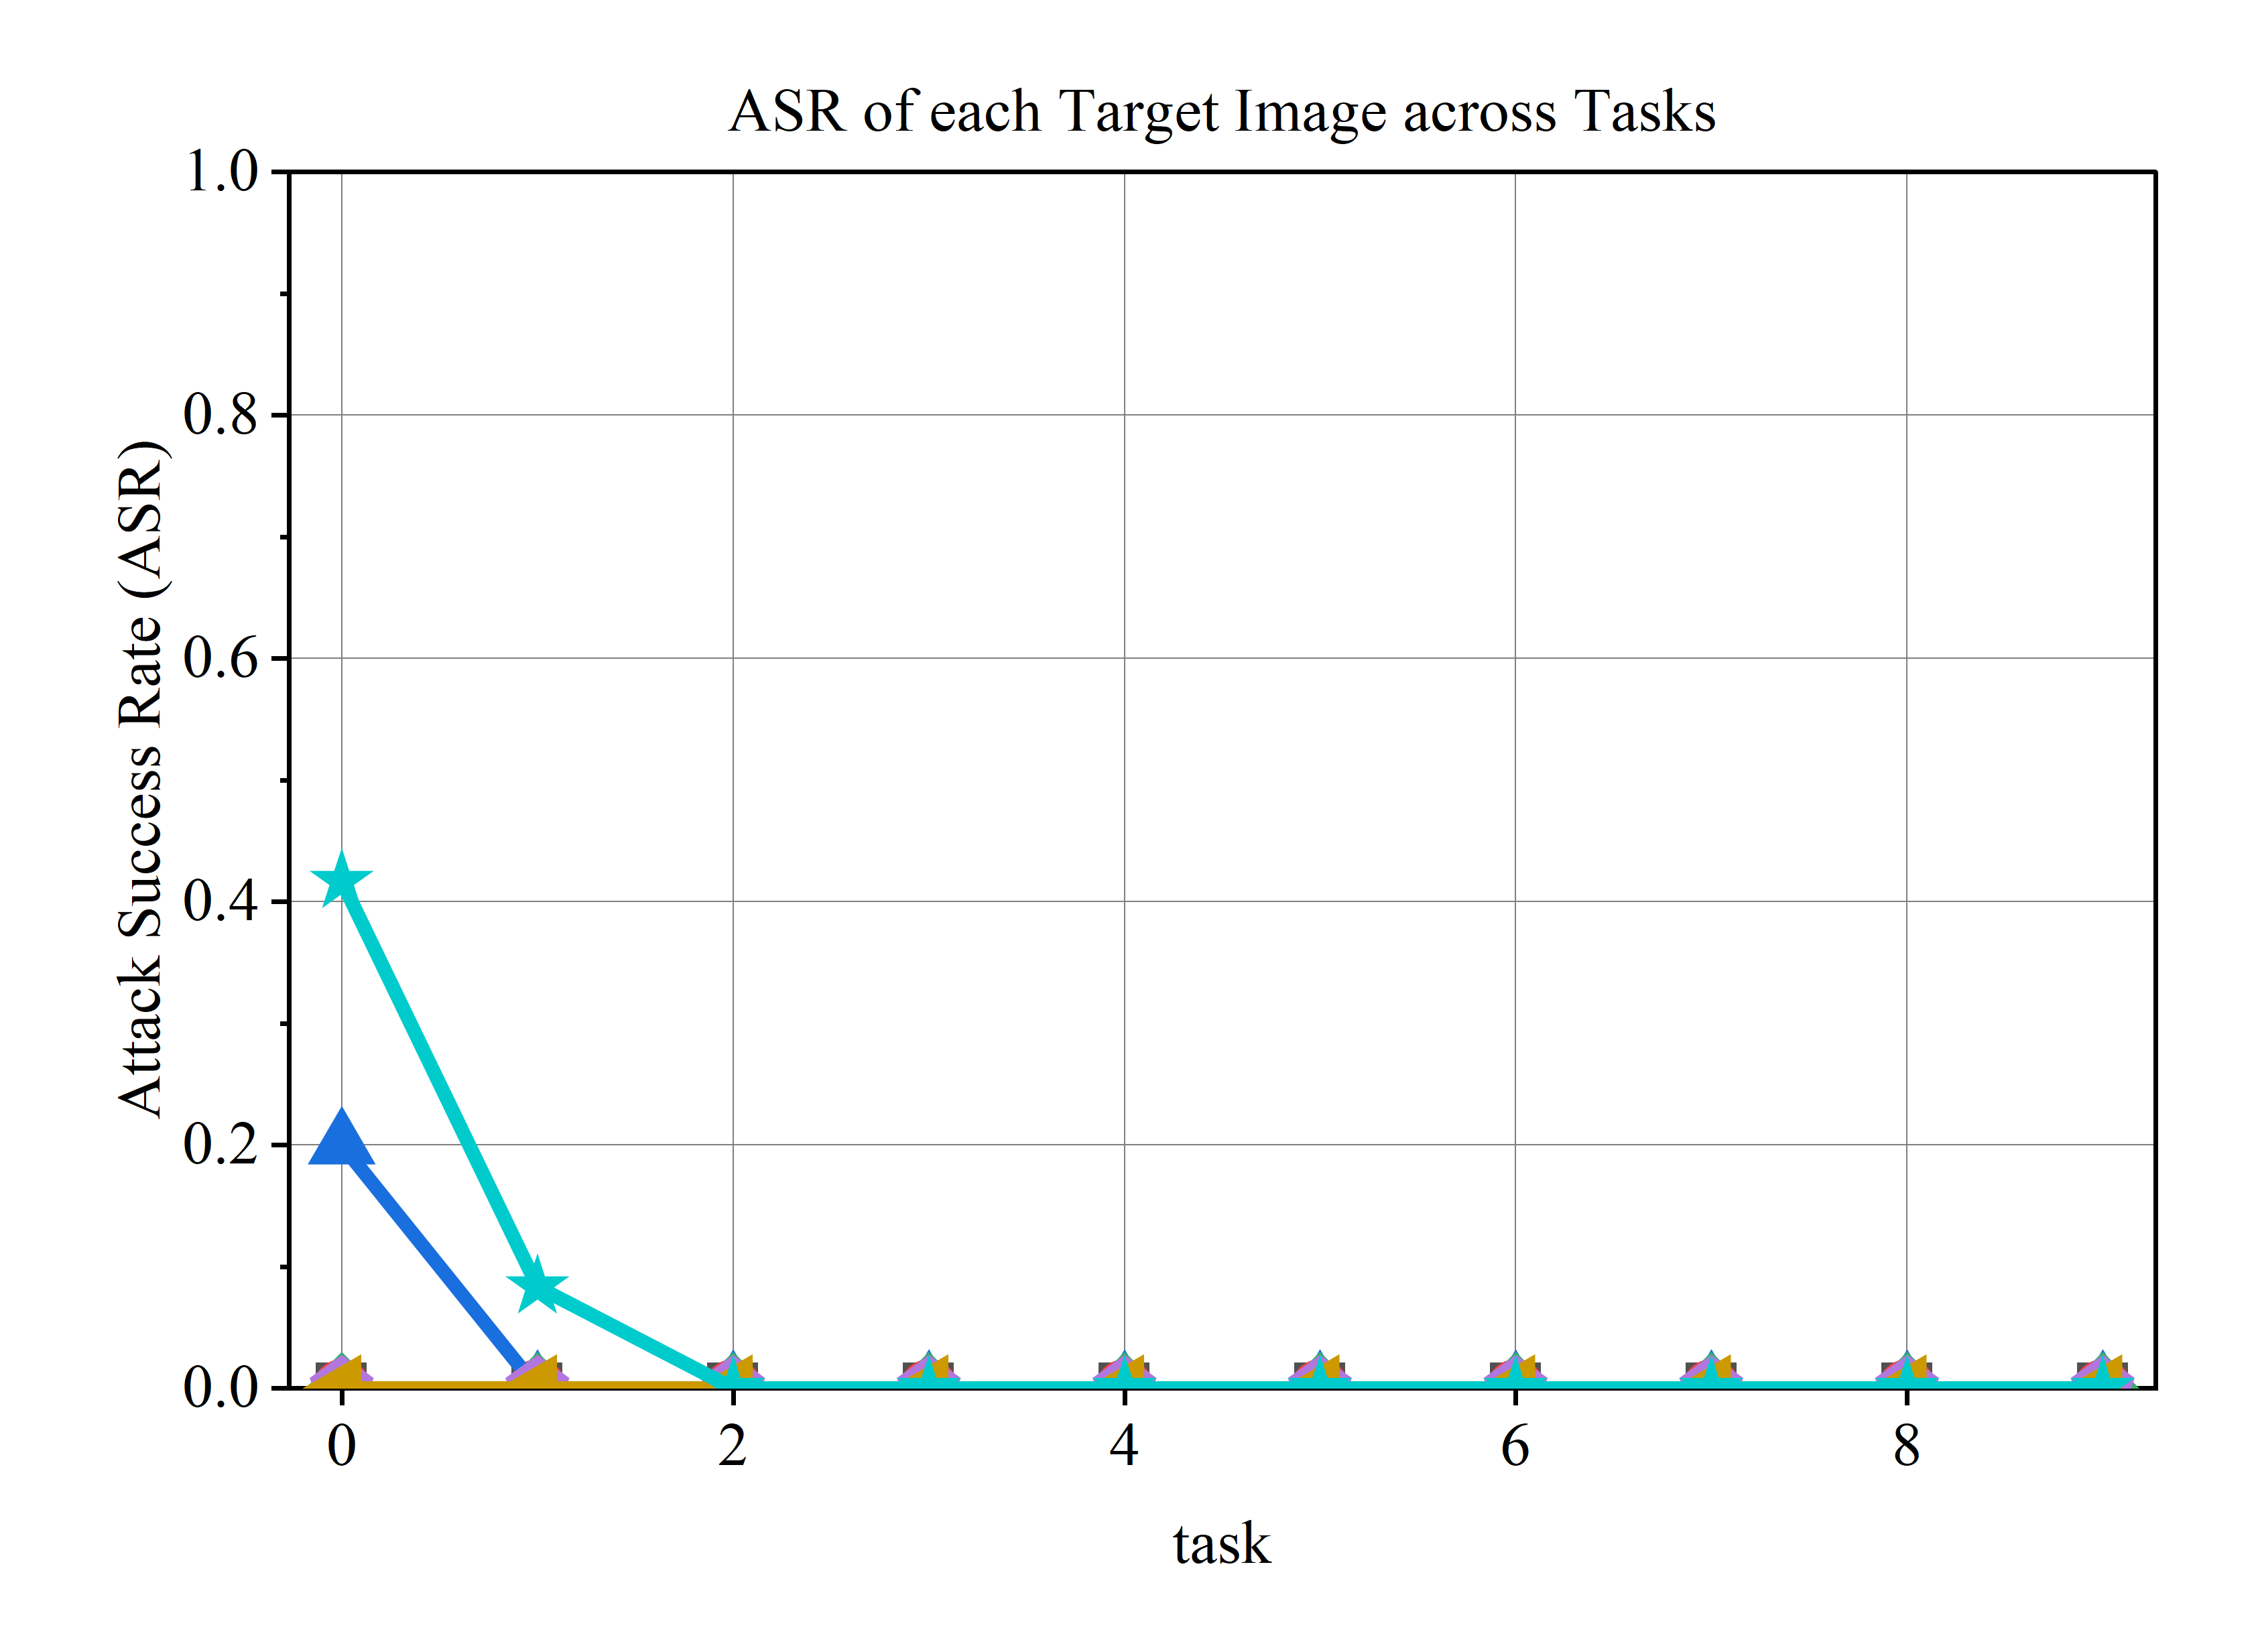 ASR of each Target Image across Tasks
1.0
0.8
0.6
0.4
0.2
0.0
Attack Success Rate (ASR)
0 2 4 6 8
task